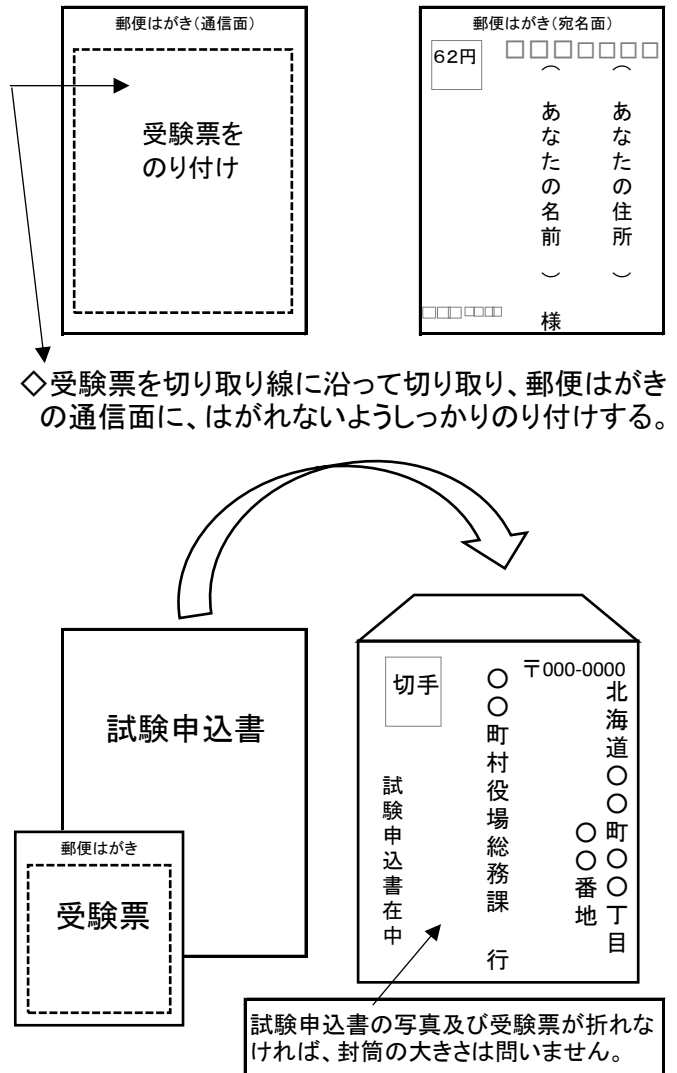 郵便はがき（通信面）
受験票を
のり付け
郵便はがき（宛名面）
62円
（ あなたの住所 ）
（ あなたの名前 ） 様
◇受験票を切り取り線に沿って切り取り、郵便はがき
の通信面に、はがれないようしっかりのり付けする。
試験申込書
郵便はがき
受験票
切手
〒000-0000
北海道〇〇町〇〇丁目
〇〇番地
〇〇町村役場総務課 行
試験申込書在中
試験申込書の写真及び受験票が折れな
ければ、封筒の大きさは問いません。